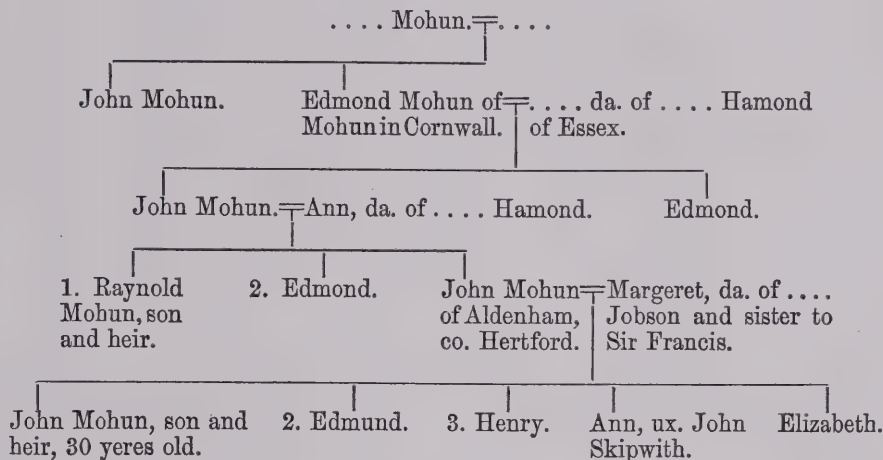 . . . . Mohun. . . . .
John Mohun. Edmond Mohun of . . . . da. of . . . . Hamond
Mohun in Cornwall. of Essex.
John Mohun. Ann, da. of . . . . Hamond. Edmond.
1. Raynold 2. Edmond. John Mohun Margeret, da. of . . . .
Mohun, son of Aldenham, Jobson and sister to
and heir. co. Hertford. Sir Francis.
John Mohun, son and 2. Edmund. 3. Henry. Ann, ux. John Elizabeth.
heir, 30 yeres old. Skipwith.